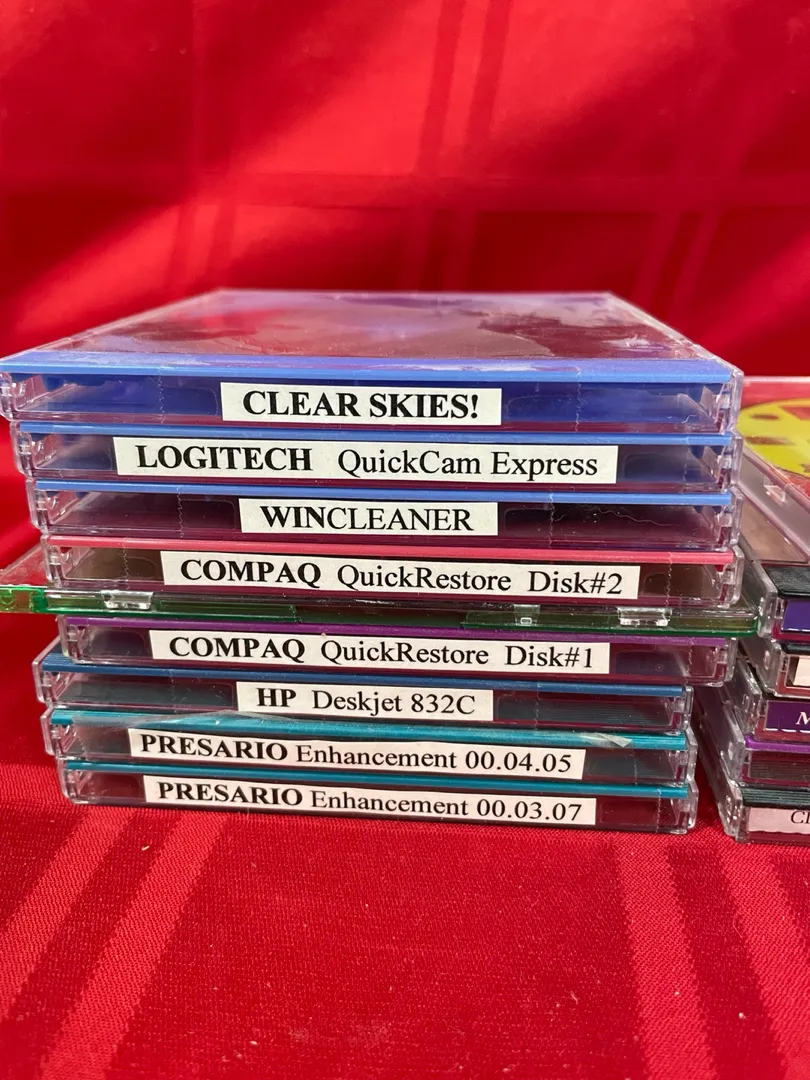 CLEAR SKIES!
LOGITECH QuickCam Express
WINCLEANER
COMPAQ QuickRestore Disk#2
COMPAQ QuickRestore Disk#1
HP Deskjet 832C
PRESARIO Enhancement 00.04.05
PRESARIO Enhancement 00.03.07